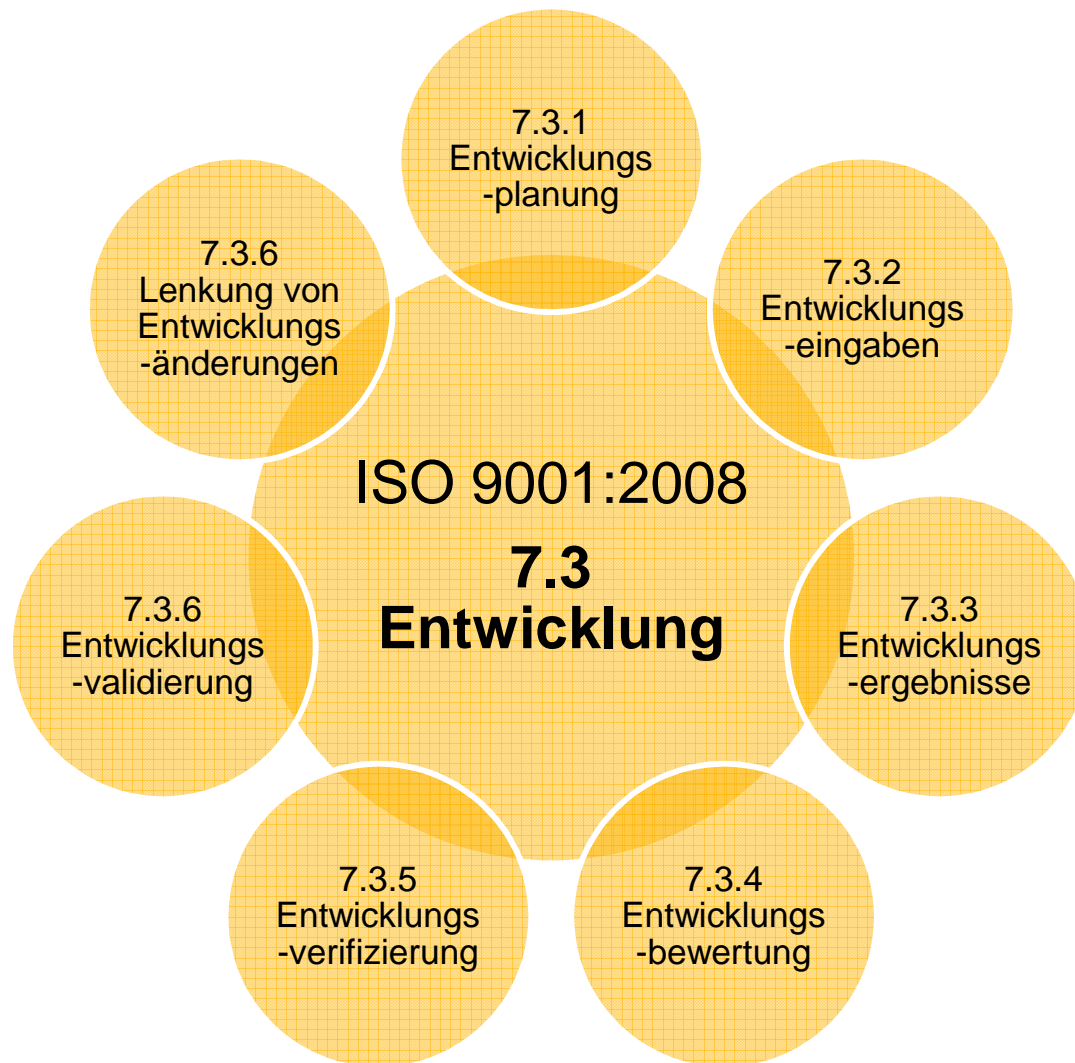 7.3.1
Entwicklungs
-planung
7.3.2
Entwicklungs
-eingaben
7.3.3
Entwicklungs
-ergebnisse
7.3.4
Entwicklungs
-bewertung
7.3.5
Entwicklungs
-verifizierung
7.3.6
Entwicklungs
-validierung
7.3.6
Lenkung von
Entwicklungs
-änderungen
ISO 9001:2008
7.3
Entwicklung